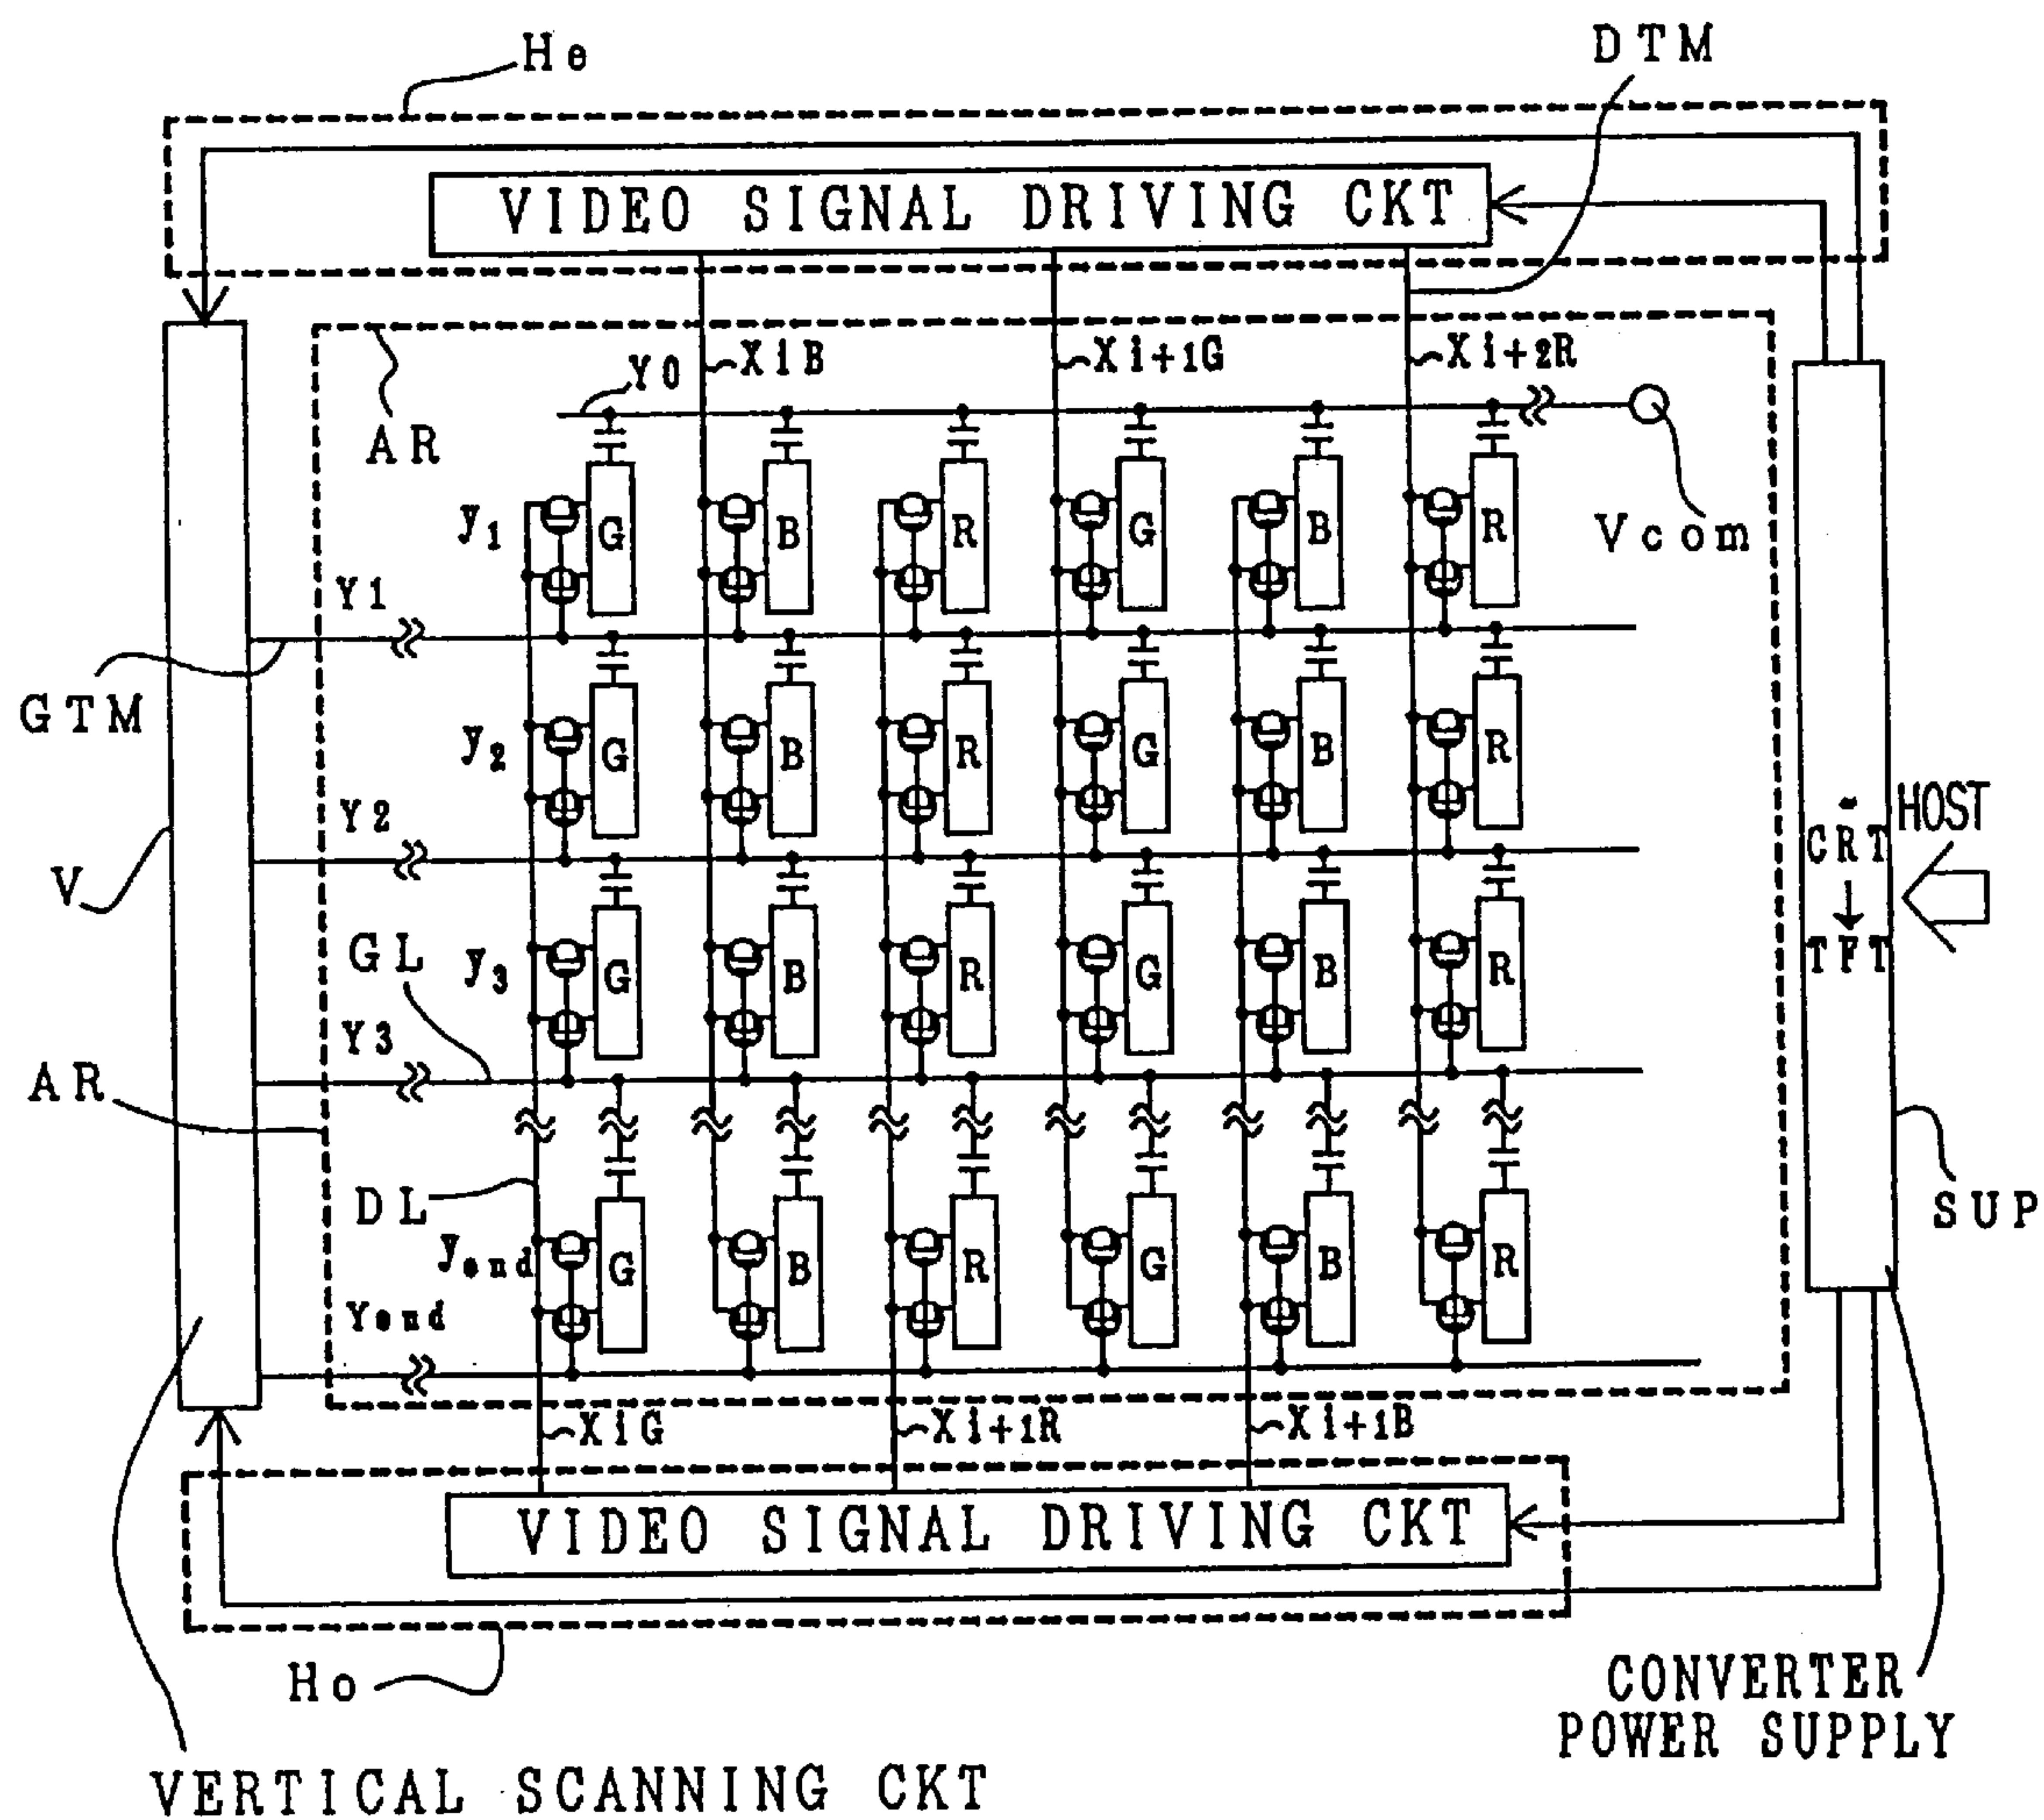 He
DTM
VIDEO SIGNAL DRIVING CKT
XiB
Xi+1G
Xi+2R
Y0
AR
Vcom
y1
G B R G B R
Y1
GTM
y2
G B R G B R
Y2
HOST
CRT
↓
TFT
V
GL
y3
G B R G B R
Y3
AR
DL
SUP
yend
G B R G B R
Yend
XiG
Xi+1R
Xi+1B
VIDEO SIGNAL DRIVING CKT
Ho
CONVERTER
POWER SUPPLY
VERTICAL SCANNING CKT